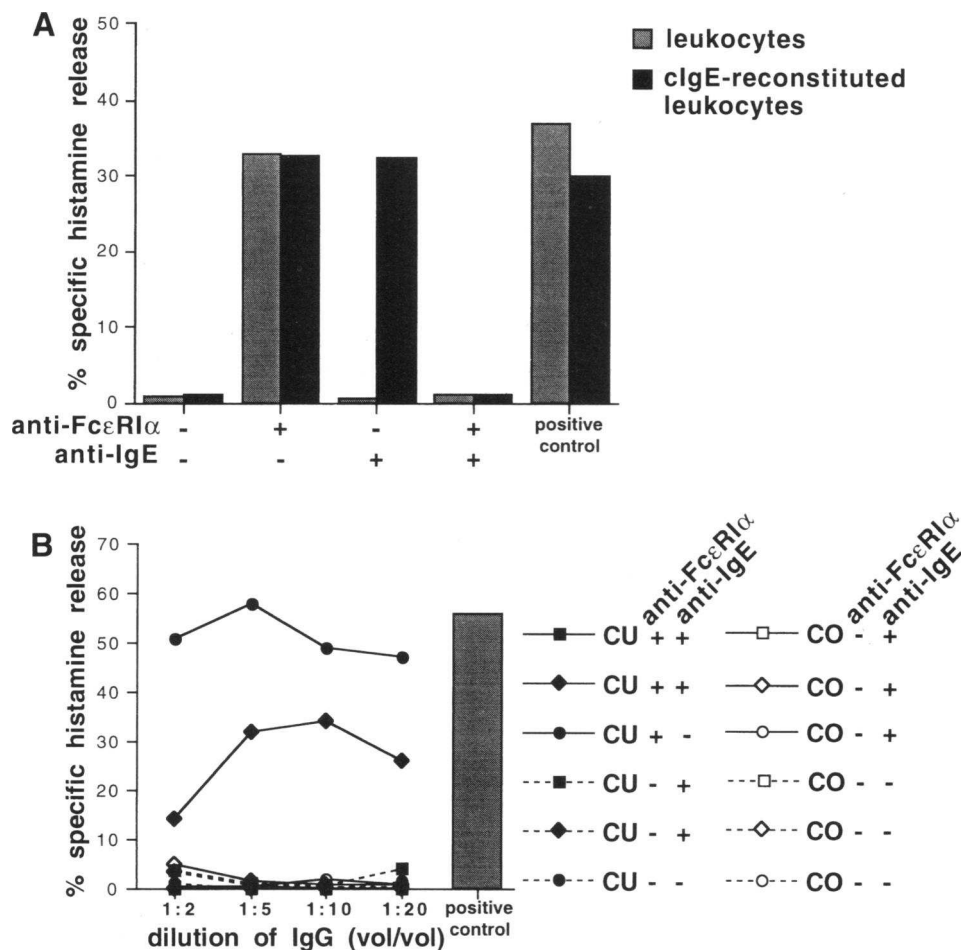 A
% specific histamine release
50
40
30
20
10
0
leukocytes
cIgE-reconstituted
leukocytes
anti-FcεRIα - + - + positive
anti-IgE - - + + control
B
% specific histamine release
70
60
50
40
30
20
10
0
1:2 1:5 1:10 1:20 positive
dilution of IgG (vol/vol) control
anti-FcεRIα
anti-IgE
anti-FcεRIα
anti-IgE
CU + + CO - +
CU + + CO - +
CU + - CO - +
CU - + CO - -
CU - + CO - -
CU - - CO - -